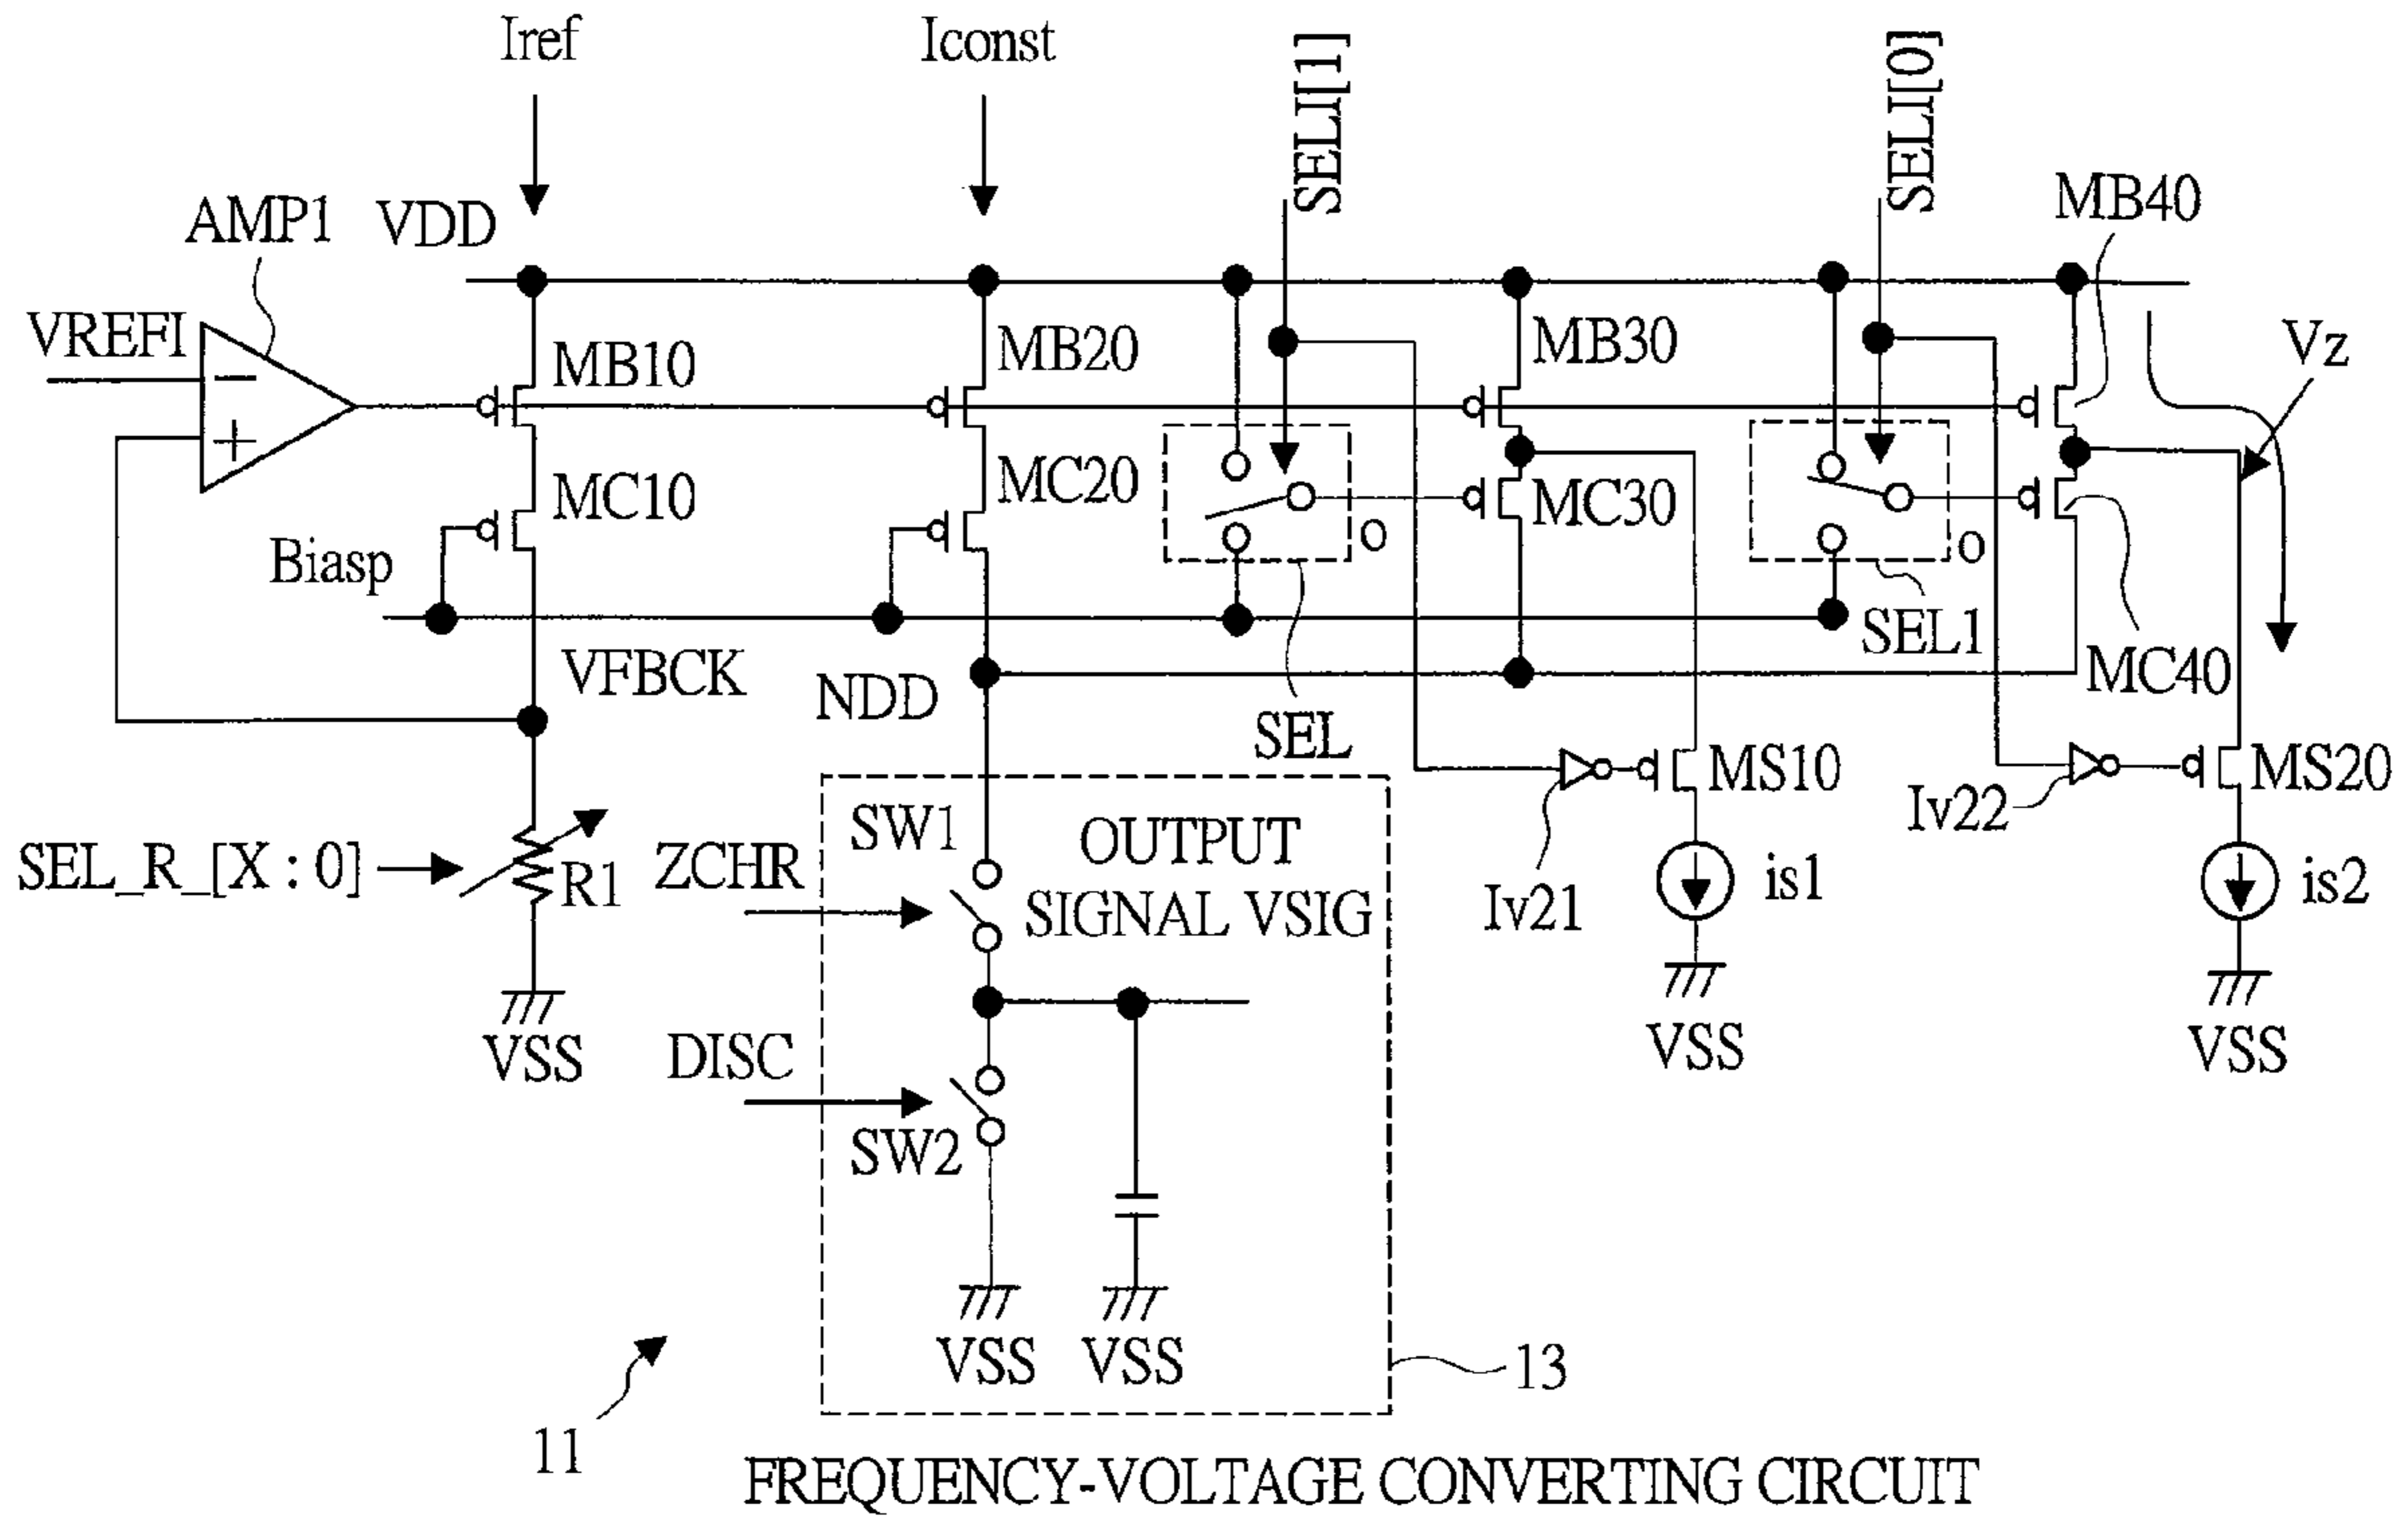 Iref
Iconst
SELI[1]
SELI[0]
AMP1
VDD
MB40
VREFI
MB10
MB20
MB30
Vz
−
+
MC10
MC20
MC30
Biasp
0
0
VFBCK
NDD
SEL
SEL1
MC40
SW1
OUTPUT
SIGNAL VSIG
MS10
MS20
Iv22
SEL_R_[X : 0]
R1
ZCHR
Iv21
is1
is2
VSS
DISC
SW2
VSS
VSS
VSS
VSS
13
11
FREQUENCY-VOLTAGE CONVERTING CIRCUIT